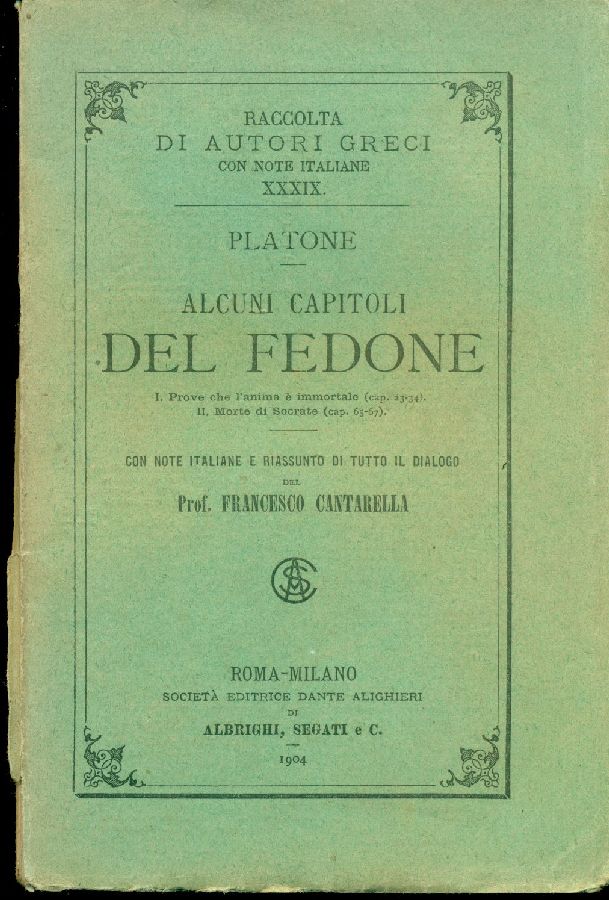 RACCOLTA
DI AUTORI GRECI
CON NOTE ITALIANE
XXXIX.
PLATONE
ALCUNI CAPITOLI
DEL FEDONE
I. Prove che l'anima è immortale (cap. 23-34).
II. Morte di Socrate (cap. 65-67).
CON NOTE ITALIANE E RIASSUNTO DI TUTTO IL DIALOGO
DEL
Prof. FRANCESCO CANTARELLA
ROMA-MILANO
SOCIETÀ EDITRICE DANTE ALIGHIERI
DI
ALBRIGHI, SEGATI e C.
1904